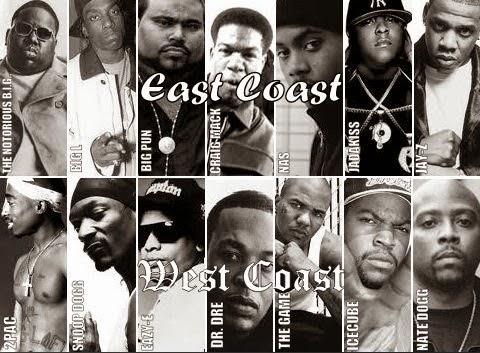 East Coast
THE NOTORIOUS B.I.G.
BIG L
BIG PUN
CRAIG MACK
NAS
JADAKISS
JAY-Z
West Coast
2PAC
SNOOP DOGG
EAZY-E
DR. DRE
THE GAME
ICECUBE
NATE DOGG